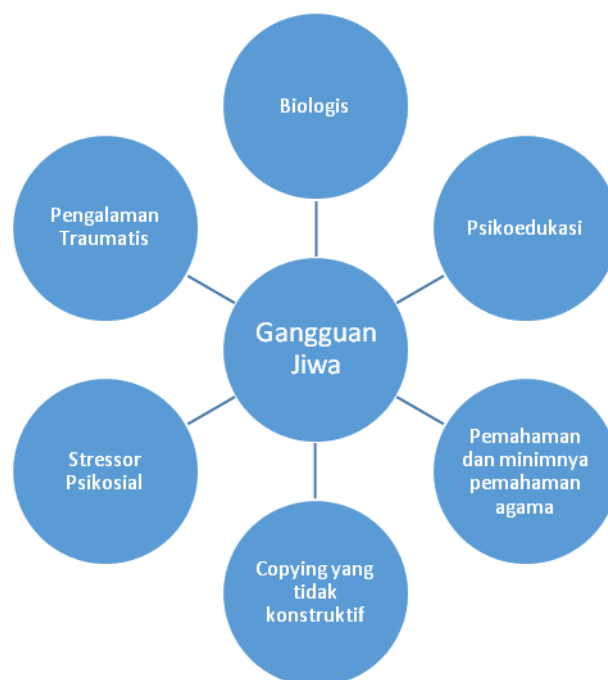 Biologis
Psikoedukasi
Pemahaman
dan minimnya
pemahaman
agama
Copying yang
tidak
konstruktif
Stressor
Psikosial
Pengalaman
Traumatis
Gangguan
Jiwa